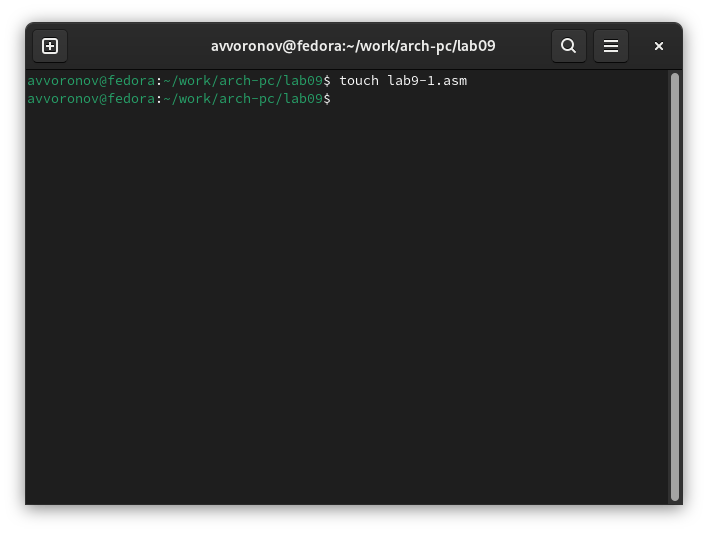 avvoronov@fedora:~/work/arch-pc/lab09
avvoronov@fedora:~/work/arch-pc/lab09$ touch lab9-1.asm
avvoronov@fedora:~/work/arch-pc/lab09$